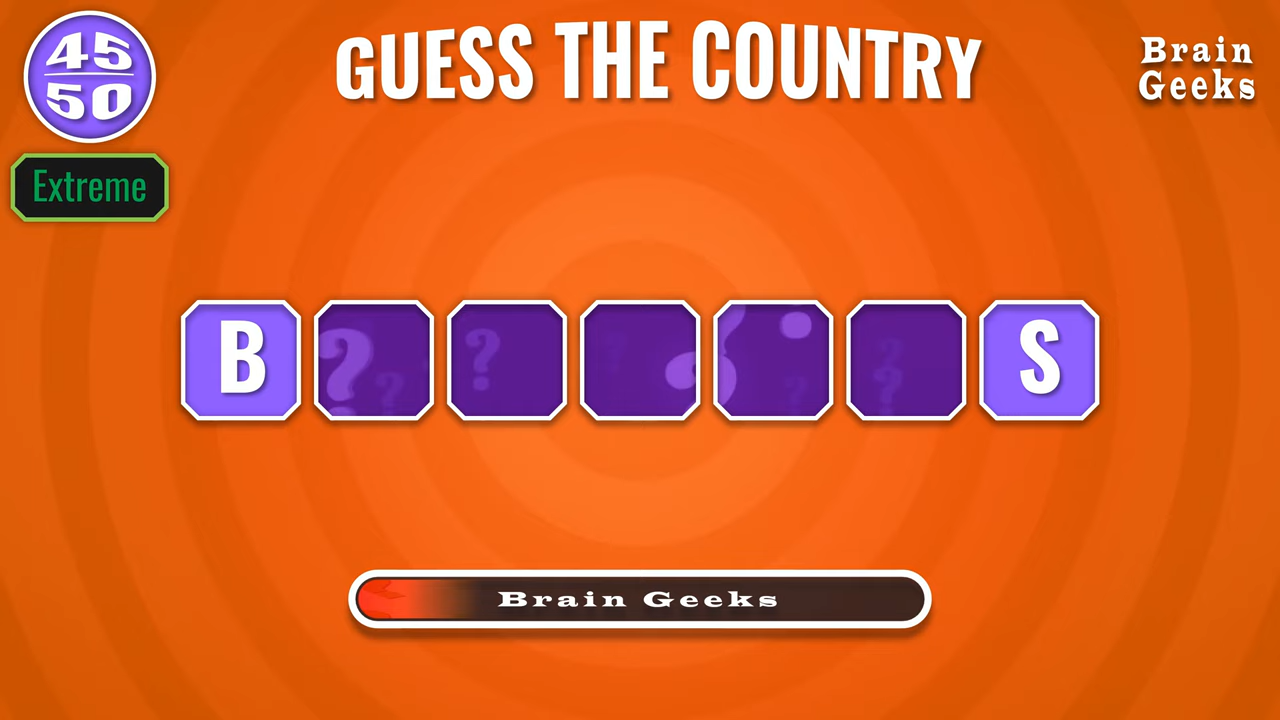 45
50
GUESS THE COUNTRY
Brain
Geeks
Extreme
B ? ? ? ? S
Brain Geeks